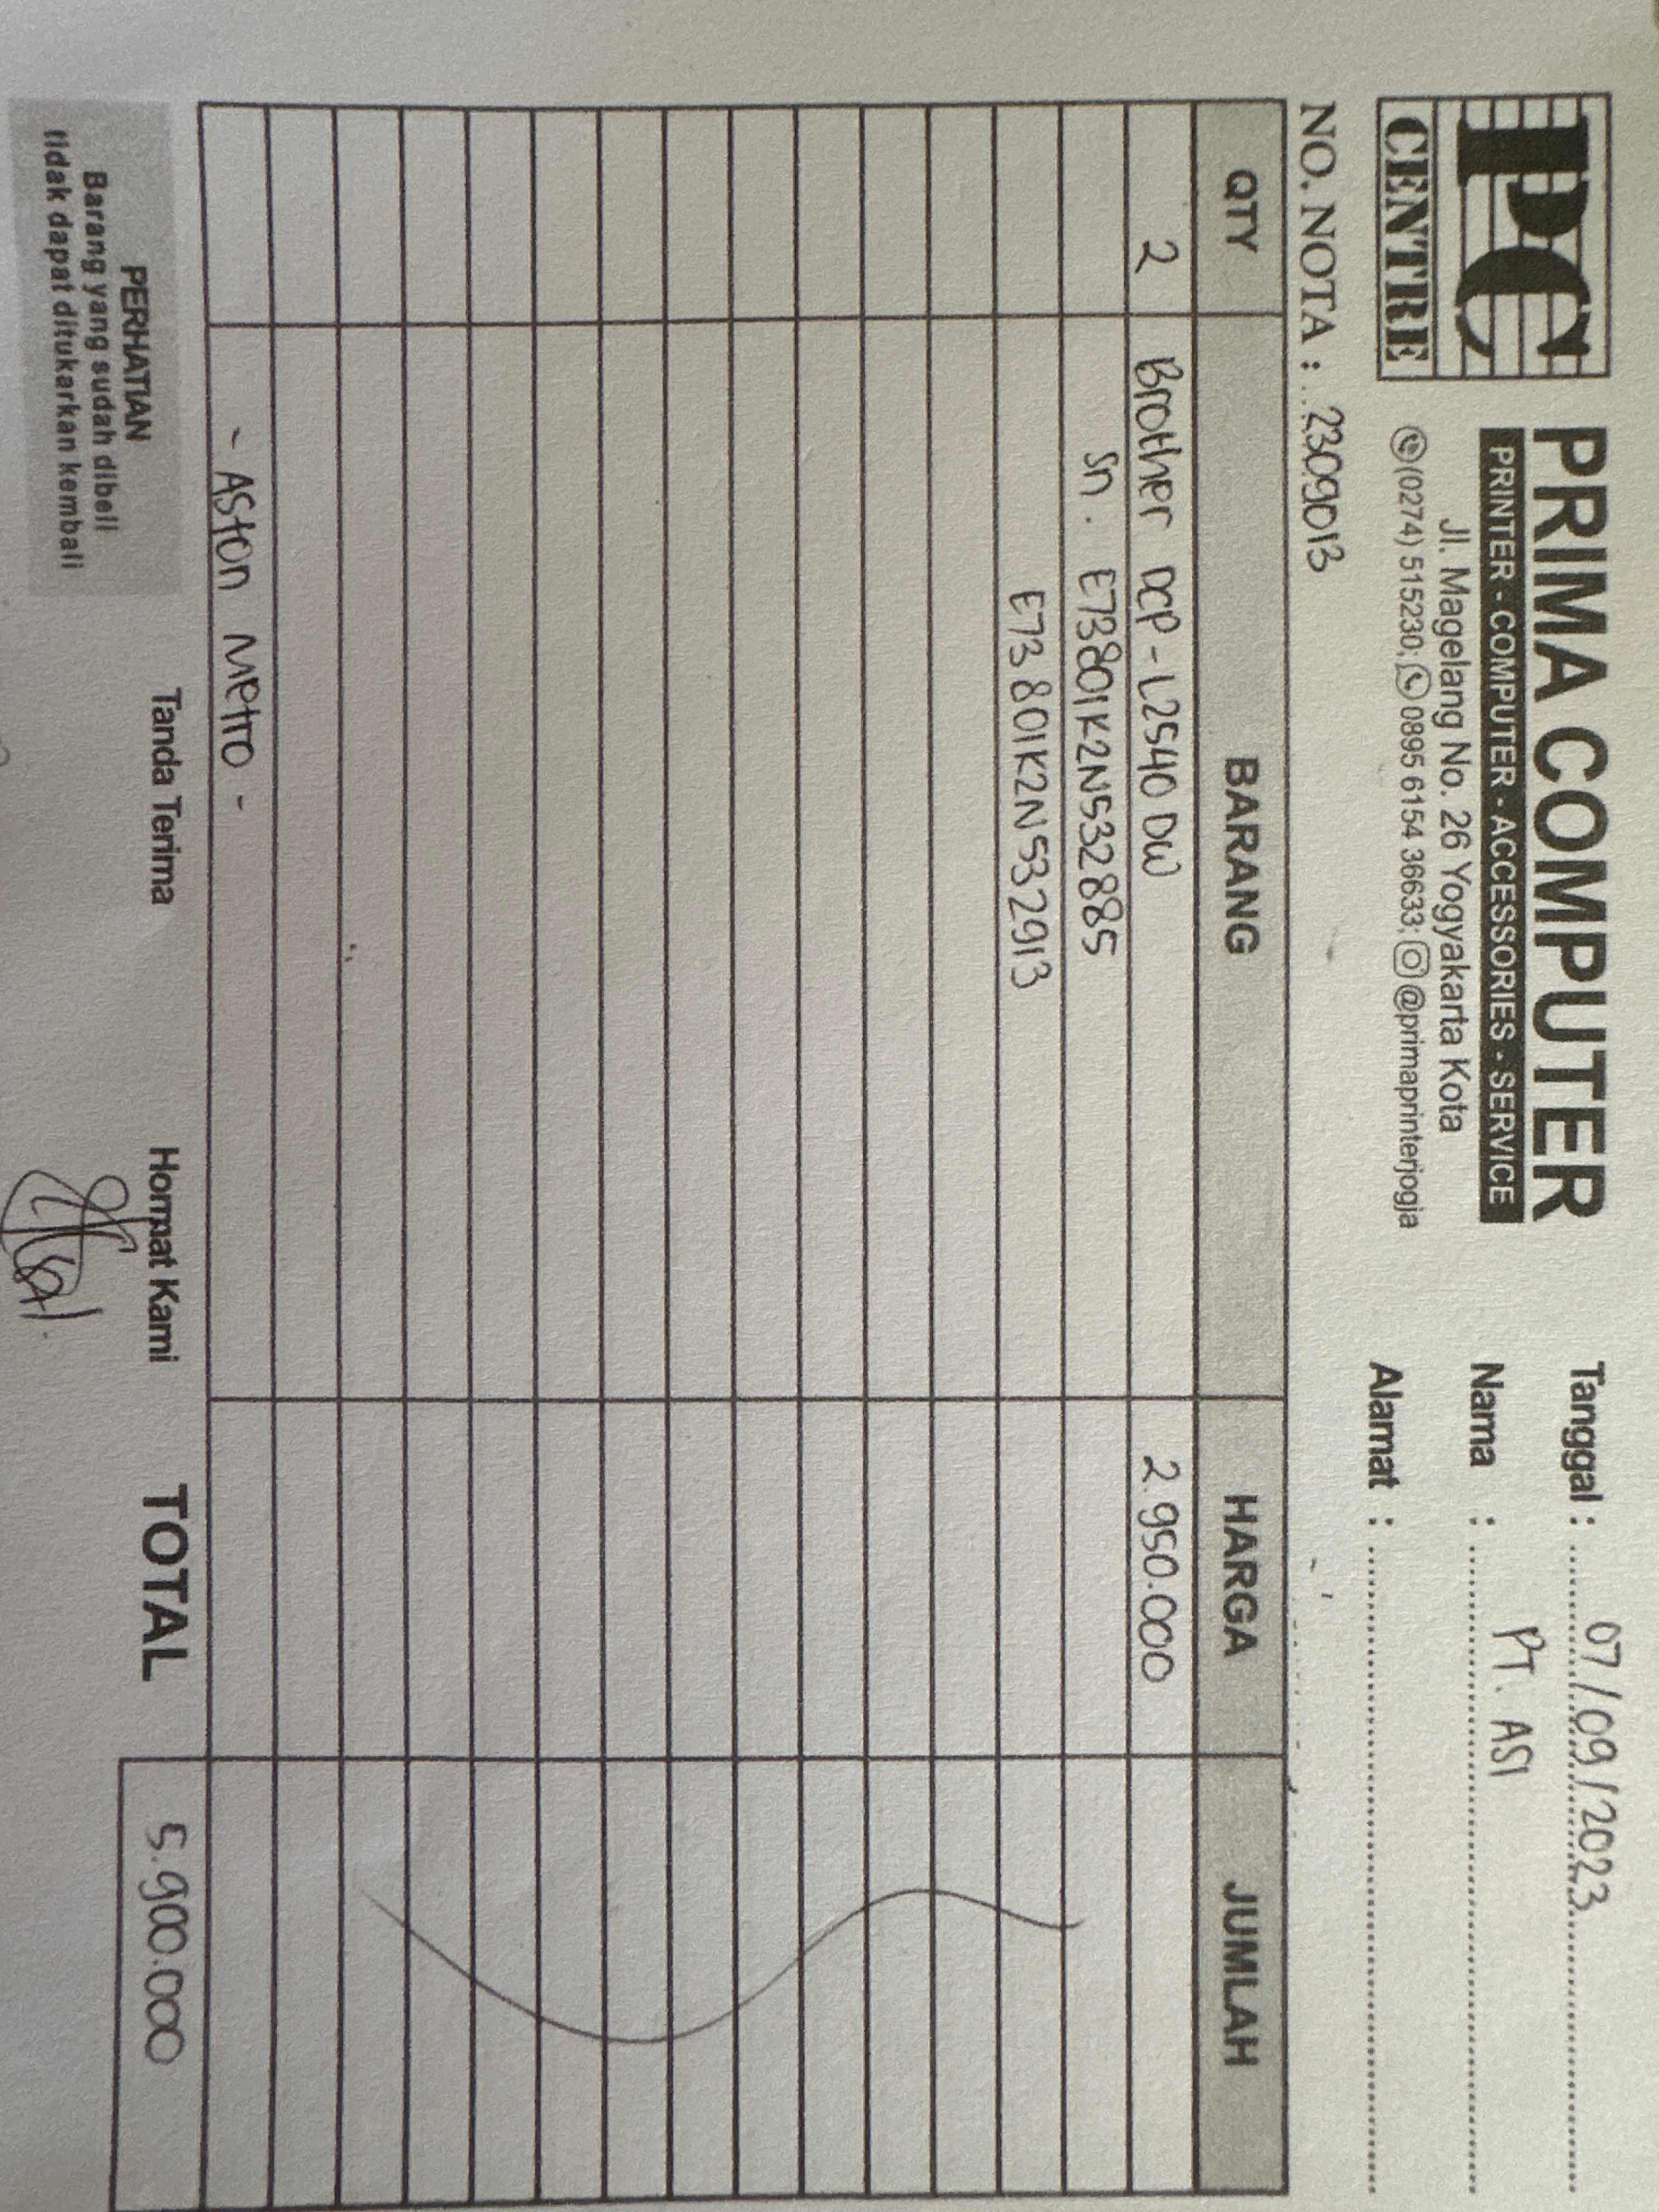 PC
CENTRE
PRIMA COMPUTER
PRINTER - COMPUTER - ACCESSORIES - SERVICE
Jl. Magelang No. 26 Yogyakarta Kota
(0274) 515230; 0895 6154 36633; @primaprinterjogja
Tanggal : 07/09/2023
Nama : PT. ASI
Alamat :
NO. NOTA : 2309013
QTY BARANG HARGA JUMLAH
2 Brother DCP-L2540 DW 2.950.000
Sn. E73801K2N532885
E73801K2N532913
- Aston Metro -
PERHATIAN
Barang yang sudah dibeli
tidak dapat ditukarkan kembali
Tanda Terima
Hormat Kami
TOTAL 5.900.000